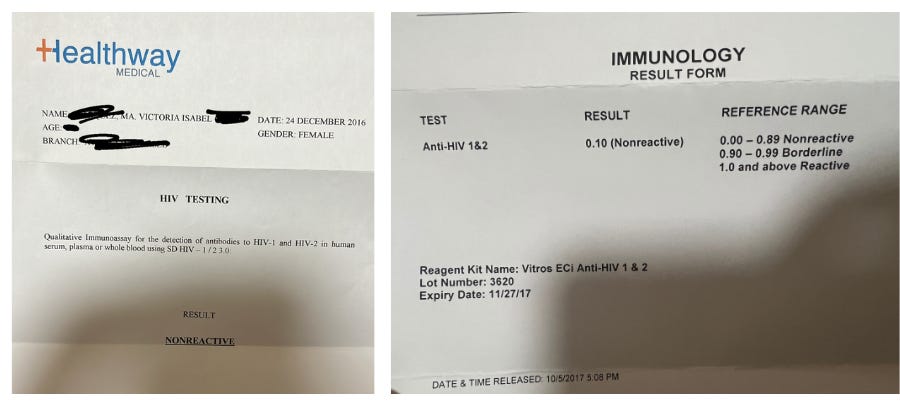 Healthway
MEDICAL
NAME: MA. VICTORIA ISABEL
DATE: 24 DECEMBER 2016
AGE:
GENDER: FEMALE
BRANCH:
HIV TESTING
Qualitative Immunoassay for the detection of antibodies to HIV-1 and HIV-2 in human
serum, plasma or whole blood using SD HIV – 1/2 3.0
RESULT
NONREACTIVE
IMMUNOLOGY
RESULT FORM
TEST RESULT REFERENCE RANGE
Anti-HIV 1&2 0.10 (Nonreactive) 0.00 – 0.89 Nonreactive
0.90 – 0.99 Borderline
1.0 and above Reactive
Reagent Kit Name: Vitros ECi Anti-HIV 1 & 2
Lot Number: 3620
Expiry Date: 11/27/17
DATE & TIME RELEASED: 10/5/2017 5:08 PM